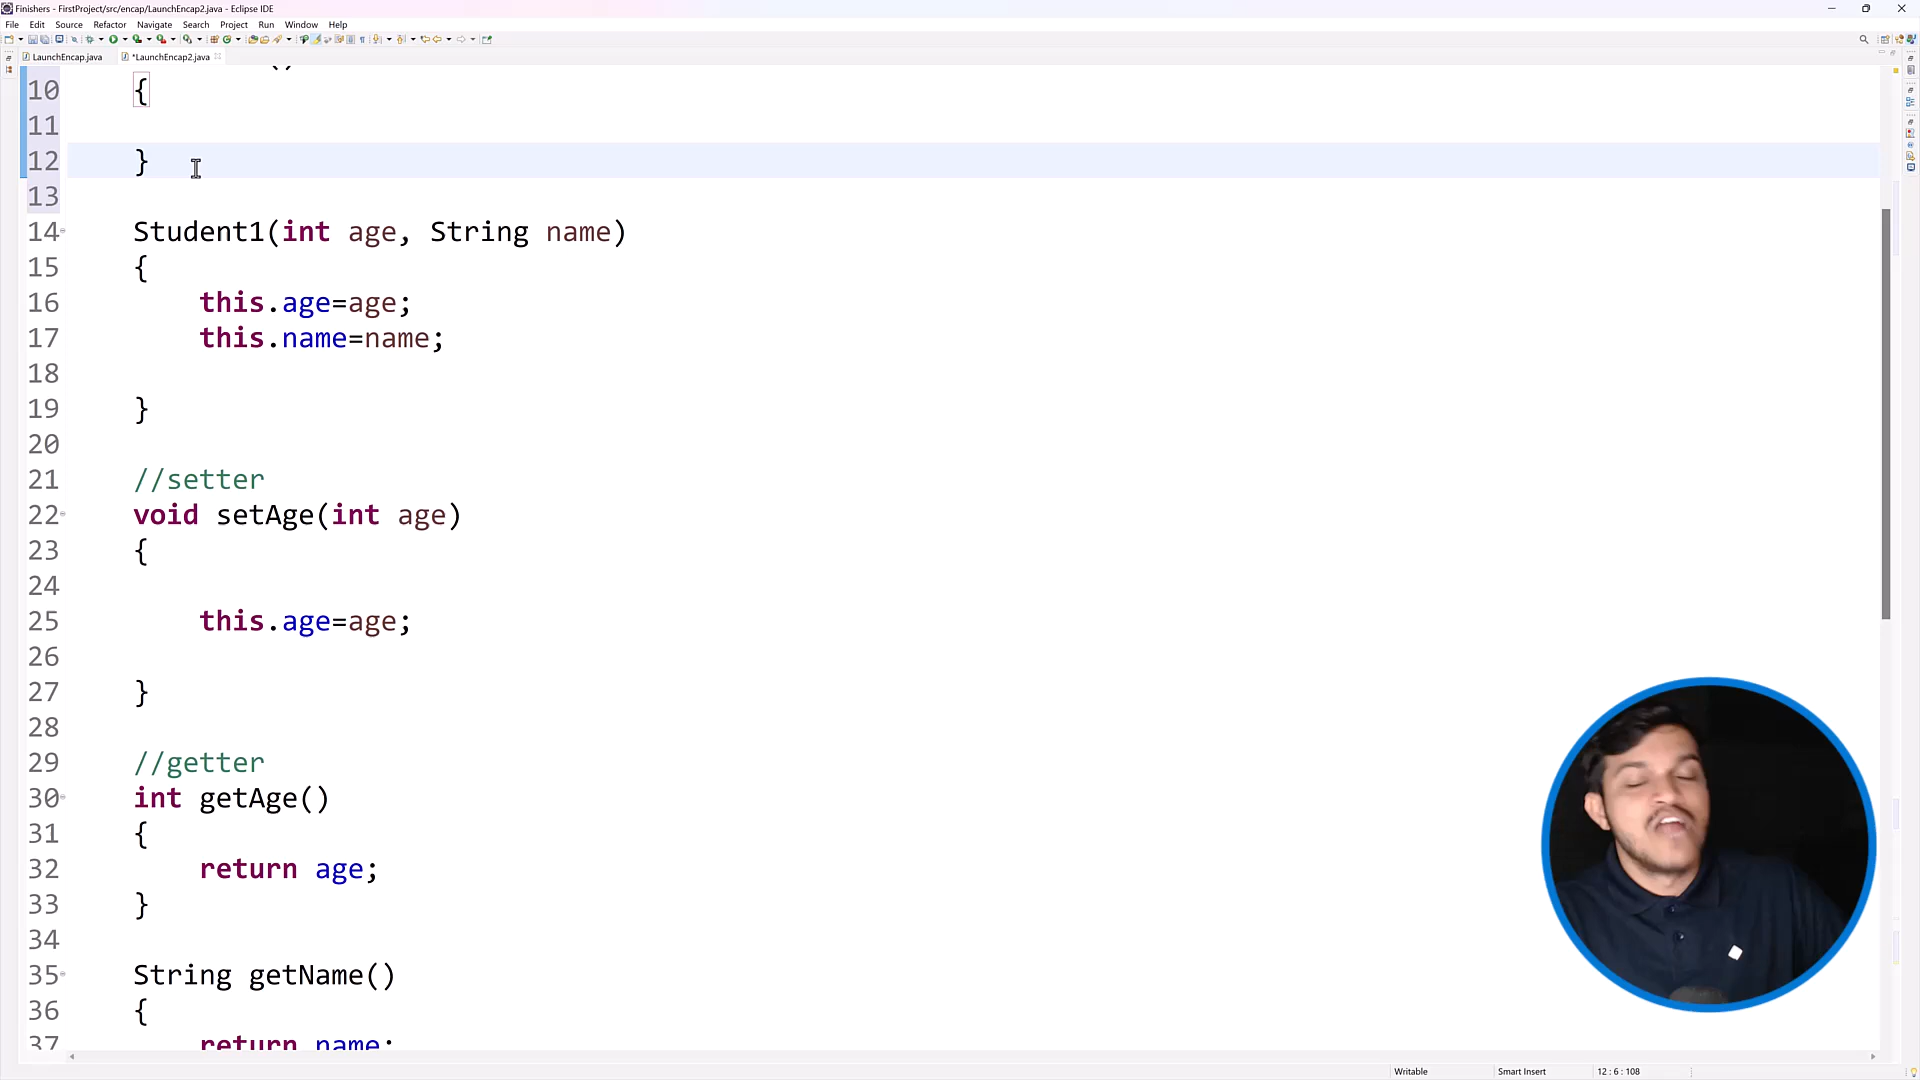 Finishers - FirstProject/src/encap/LaunchEncap2.java - Eclipse IDE
File Edit Source Refactor Navigate Search Project Run Window Help
LaunchEncap.java *LaunchEncap2.java
10 {
11
12 }
13
14 Student1(int age, String name)
15 {
16 this.age=age;
17 this.name=name;
18
19 }
20
21 //setter
22 void setAge(int age)
23 {
24
25 this.age=age;
26
27 }
28
29 //getter
30 int getAge()
31 {
32 return age;
33 }
34
35 String getName()
36 {
37 return name;
Writable Smart Insert 12 : 6 : 108